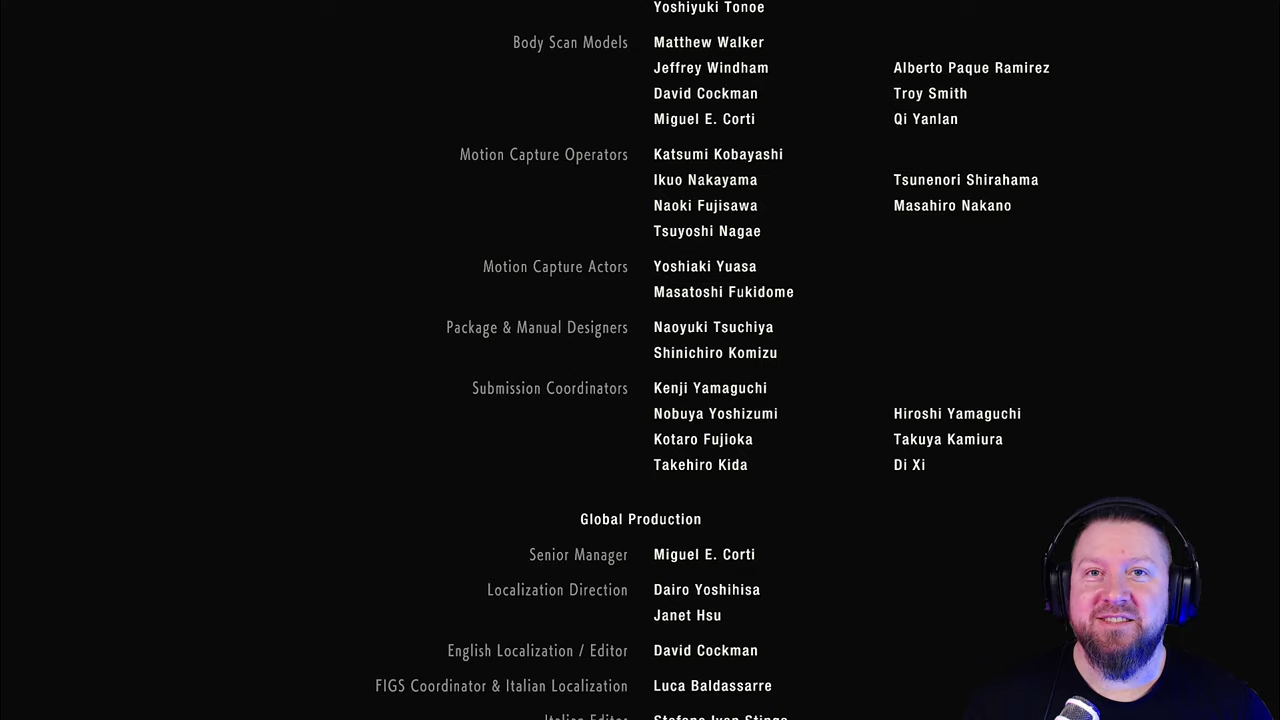 Yoshiyuki Tonoe
Body Scan Models Matthew Walker
Jeffrey Windham Alberto Paque Ramirez
David Cockman Troy Smith
Miguel E. Corti Qi Yanlan
Motion Capture Operators Katsumi Kobayashi
Ikuo Nakayama Tsunenori Shirahama
Naoki Fujisawa Masahiro Nakano
Tsuyoshi Nagae
Motion Capture Actors Yoshiaki Yuasa
Masatoshi Fukidome
Package & Manual Designers Naoyuki Tsuchiya
Shinichiro Komizu
Submission Coordinators Kenji Yamaguchi
Nobuya Yoshizumi Hiroshi Yamaguchi
Kotaro Fujioka Takuya Kamiura
Takehiro Kida Di Xi
Global Production
Senior Manager Miguel E. Corti
Localization Direction Dairo Yoshihisa
Janet Hsu
English Localization / Editor David Cockman
FIGS Coordinator & Italian Localization Luca Baldassarre
Italian Editor